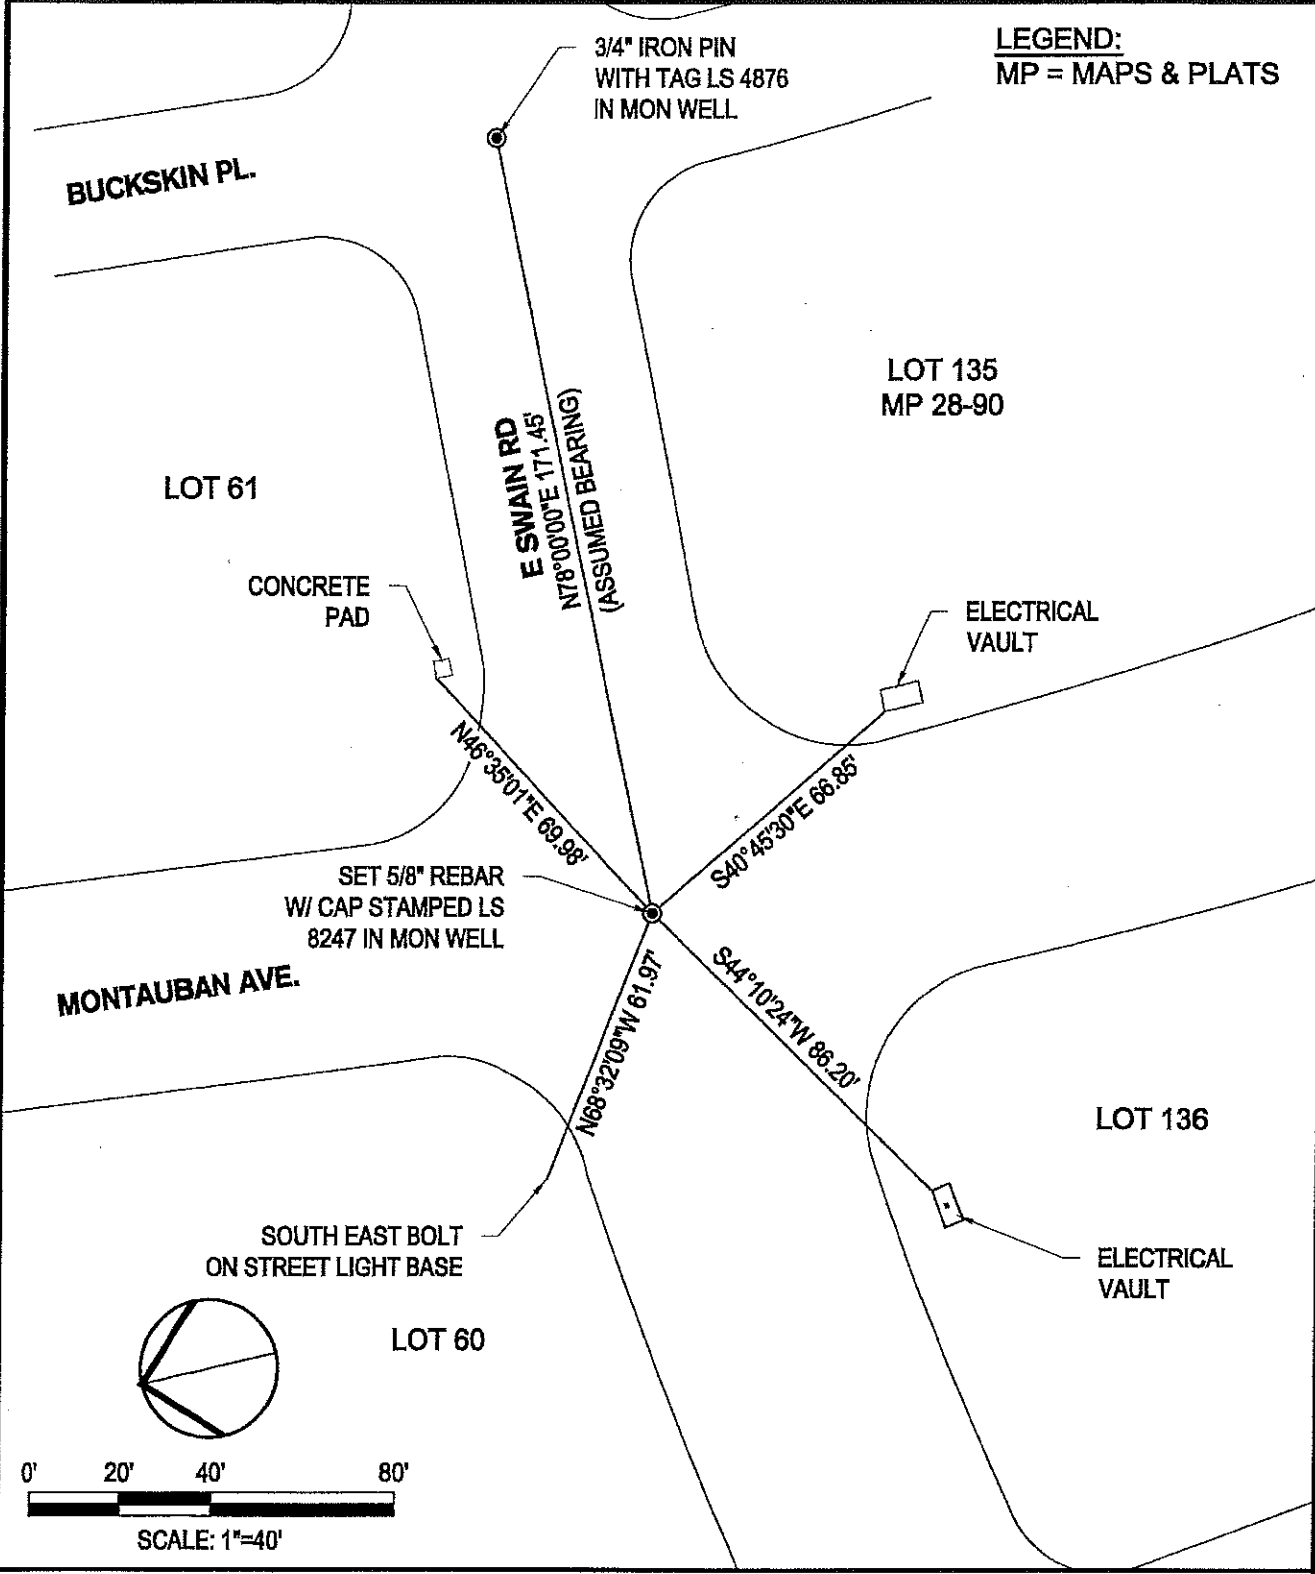 3/4" IRON PIN
WITH TAG LS 4876
IN MON WELL
LEGEND:
MP = MAPS & PLATS
BUCKSKIN PL.
LOT 135
MP 28-90
E SWAIN RD
N78°00'00"E 171.45'
(ASSUMED BEARING)
LOT 61
CONCRETE
PAD
ELECTRICAL
VAULT
N46°35'01"E 69.98'
S40°45'30"E 66.85'
SET 5/8" REBAR
W/ CAP STAMPED LS
8247 IN MON WELL
MONTAUBAN AVE.
N68°32'09"W 61.97'
S44°10'24"W 86.20'
LOT 136
SOUTH EAST BOLT
ON STREET LIGHT BASE
ELECTRICAL
VAULT
LOT 60
0' 20' 40' 80'
SCALE: 1"=40'